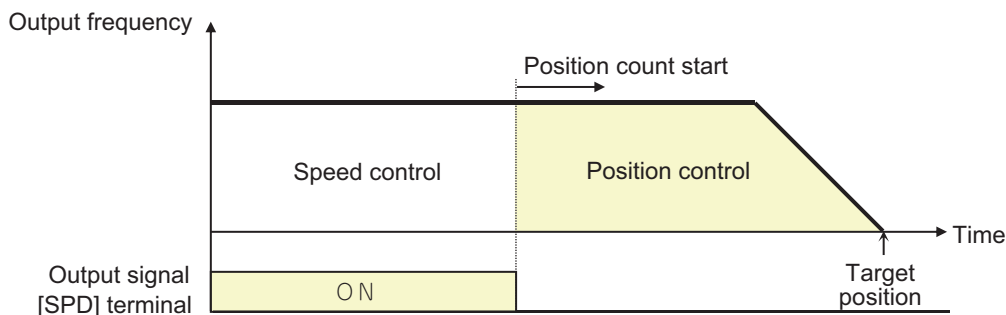 Output frequency
Position count start
Speed control
Position control
Time
Output signal
[SPD] terminal
ON
Target
position